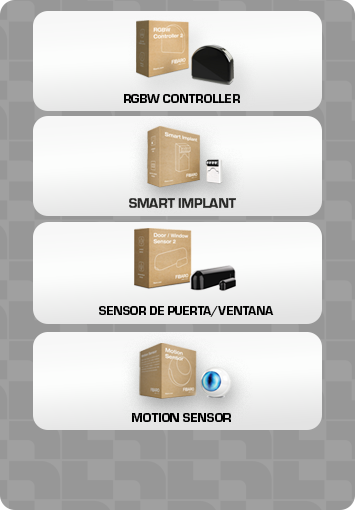 RGBW
Controller 2
FIBARO
RGBW CONTROLLER
Smart Implant
FIBARO
SMART IMPLANT
Door / Window
Sensor 2
FIBARO
SENSOR DE PUERTA/VENTANA
Motion
Sensor
FIBARO
MOTION SENSOR